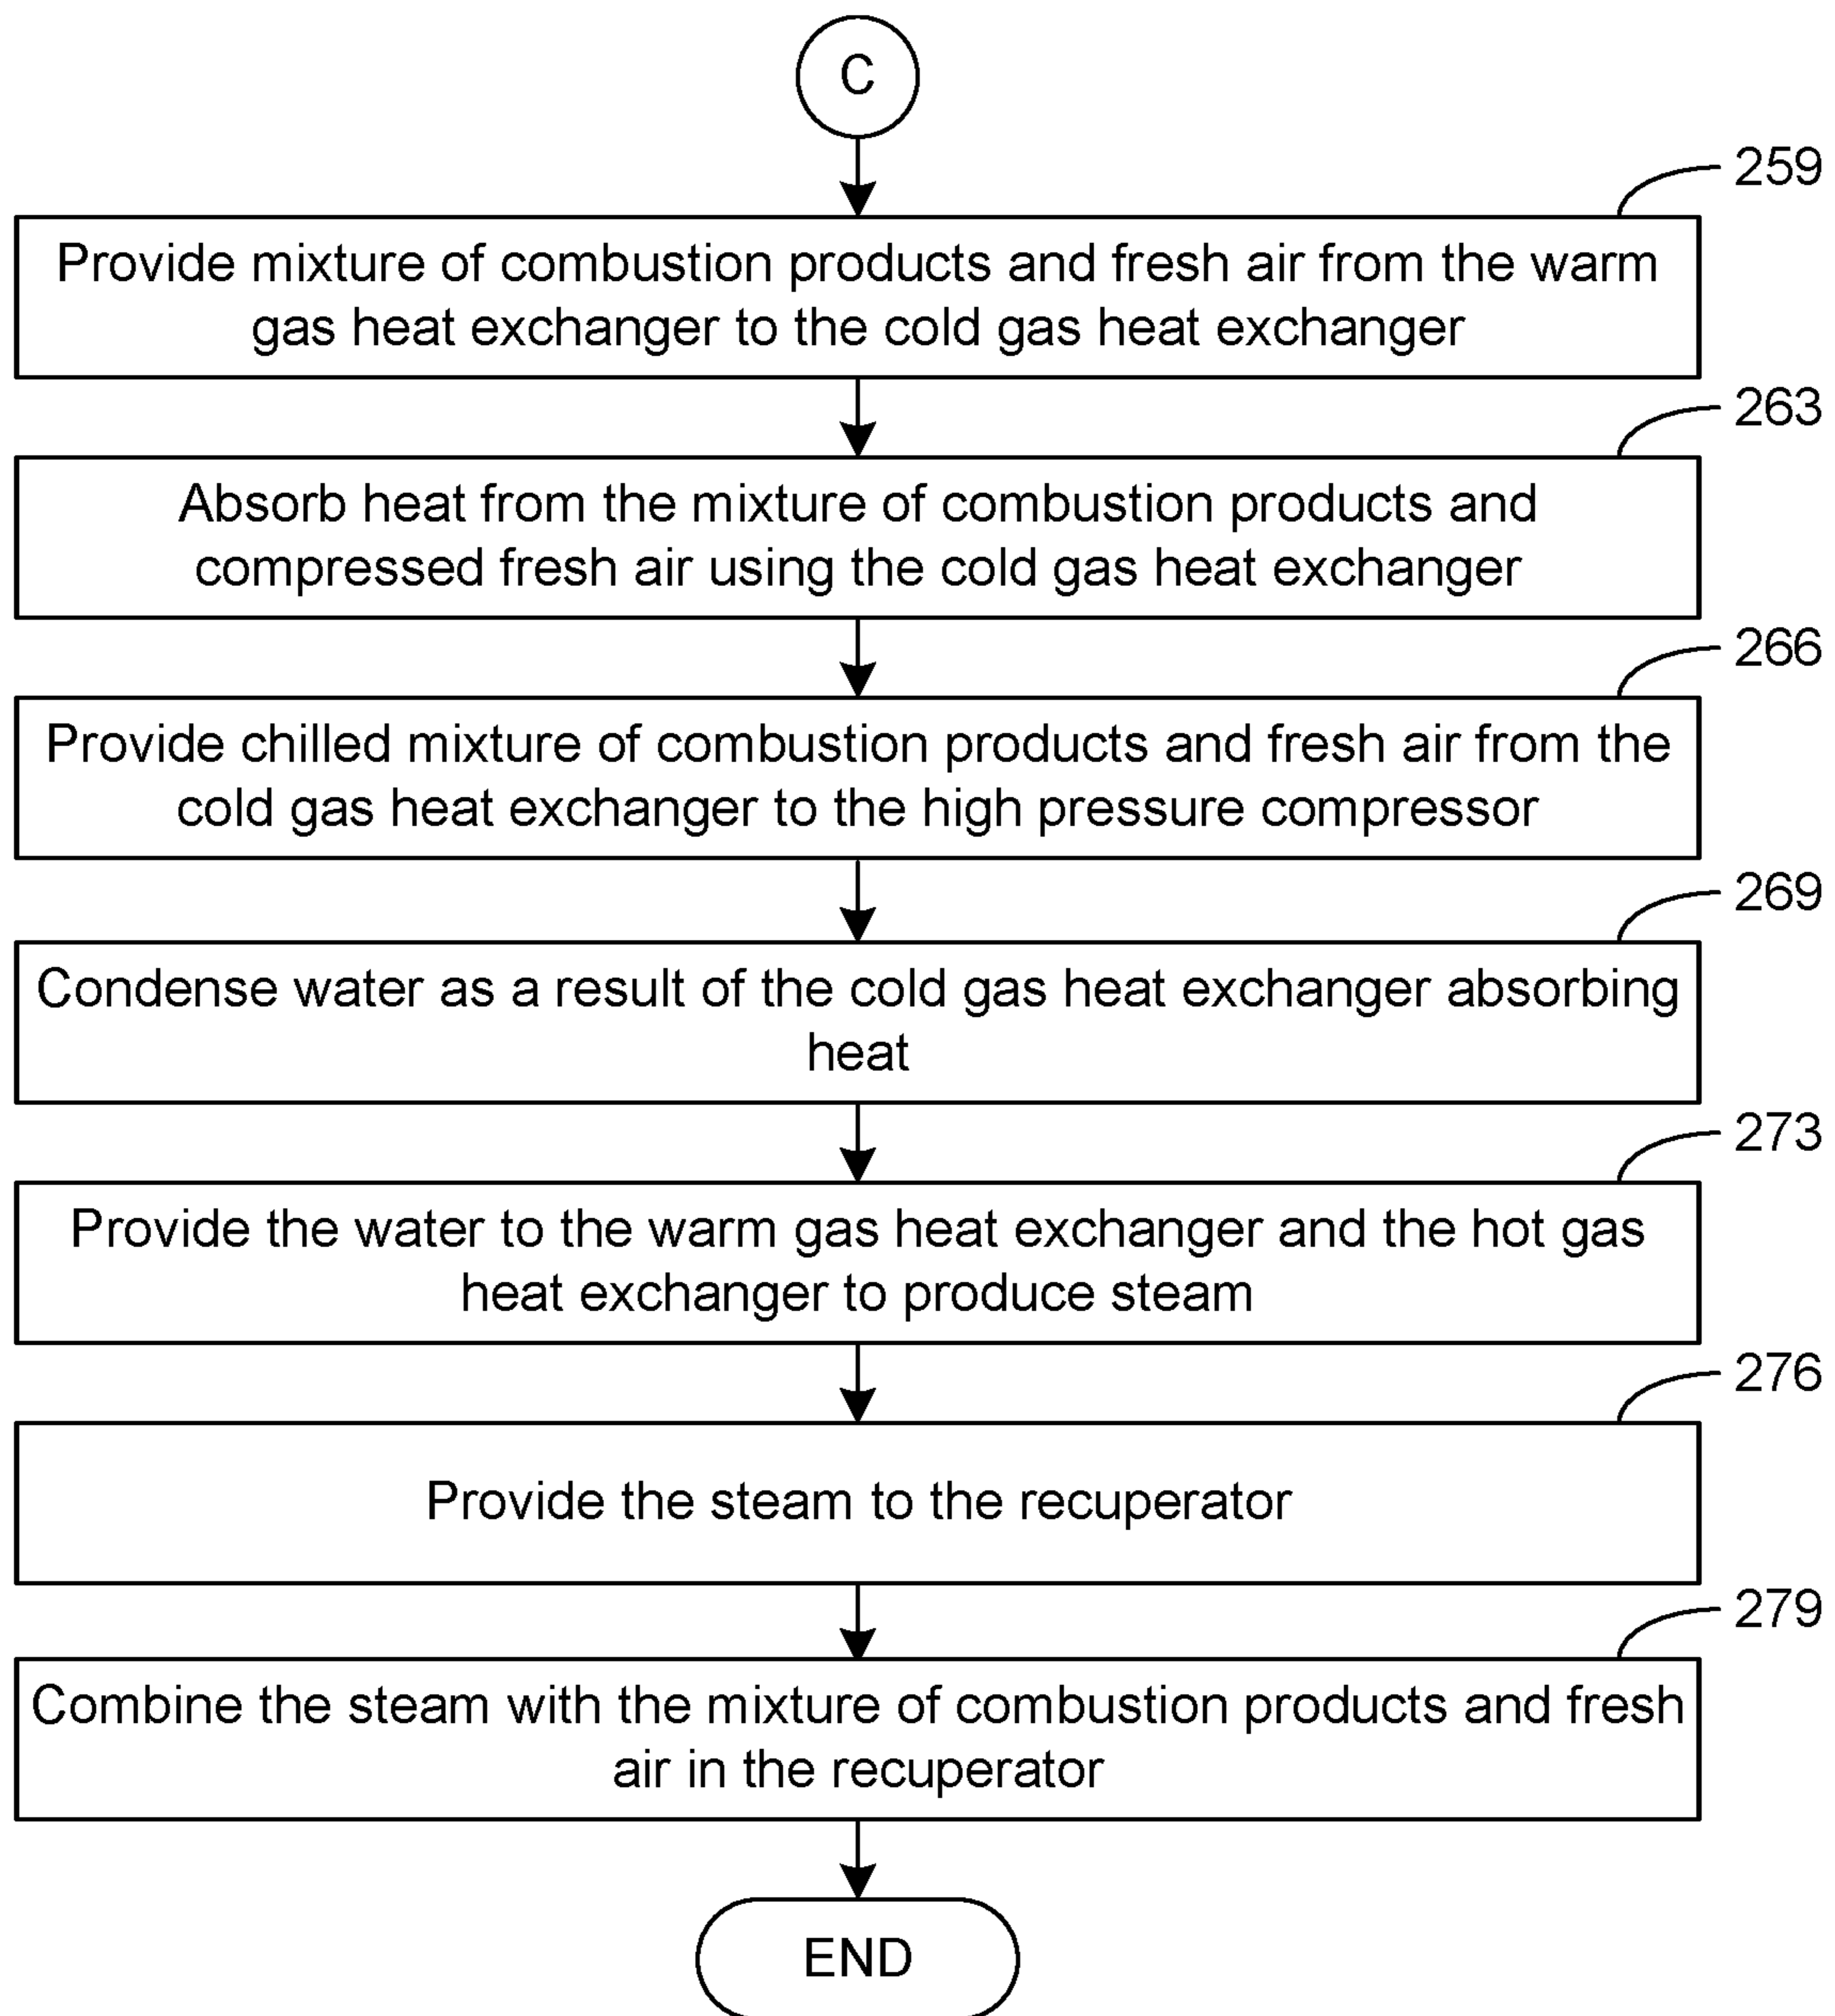 C
259
Provide mixture of combustion products and fresh air from the warm
gas heat exchanger to the cold gas heat exchanger
263
Absorb heat from the mixture of combustion products and
compressed fresh air using the cold gas heat exchanger
266
Provide chilled mixture of combustion products and fresh air from the
cold gas heat exchanger to the high pressure compressor
269
Condense water as a result of the cold gas heat exchanger absorbing
heat
273
Provide the water to the warm gas heat exchanger and the hot gas
heat exchanger to produce steam
276
Provide the steam to the recuperator
279
Combine the steam with the mixture of combustion products and fresh
air in the recuperator
END